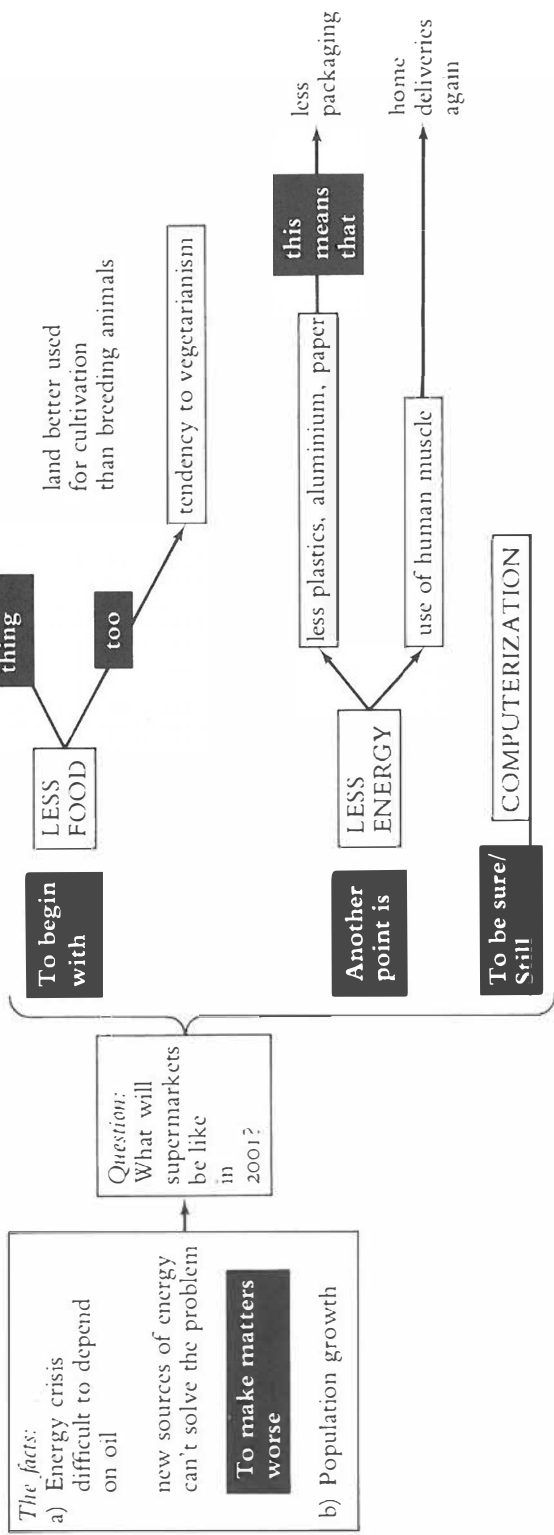 The facts:
a) Energy crisis
difficult to depend
on oil
new sources of energy
can't solve the problem
To make matters
worse
b) Population growth
Question:
What will
supermarkets
be like
in
2001?
To begin
with
LESS
FOOD
thing
too
land better used
for cultivation
than breeding animals
tendency to vegetarianism
Another
point is
LESS
ENERGY
less plastics, aluminium, paper
this
means
that
less
packaging
use of human muscle
home
deliveries
again
To be sure/
Still
COMPUTERIZATION